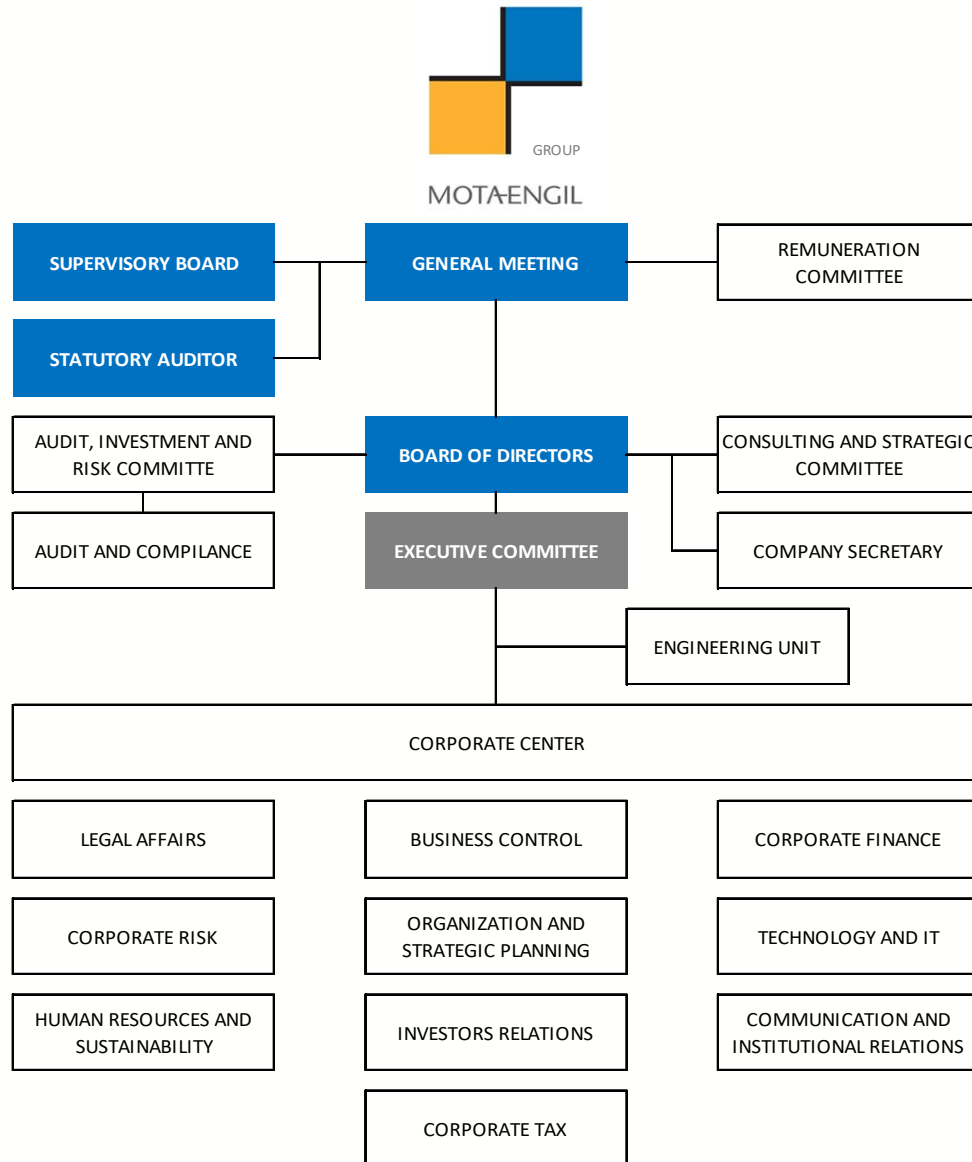 GROUP
MOTA-ENGIL
SUPERVISORY BOARD
GENERAL MEETING
REMUNERATION
COMMITTEE
STATUTORY AUDITOR
AUDIT, INVESTMENT AND
RISK COMMITTE
BOARD OF DIRECTORS
CONSULTING AND STRATEGIC
COMMITTEE
AUDIT AND COMPILANCE
EXECUTIVE COMMITTEE
COMPANY SECRETARY
ENGINEERING UNIT
CORPORATE CENTER
LEGAL AFFAIRS
BUSINESS CONTROL
CORPORATE FINANCE
CORPORATE RISK
ORGANIZATION AND
STRATEGIC PLANNING
TECHNOLOGY AND IT
HUMAN RESOURCES AND
SUSTAINABILITY
INVESTORS RELATIONS
COMMUNICATION AND
INSTITUTIONAL RELATIONS
CORPORATE TAX